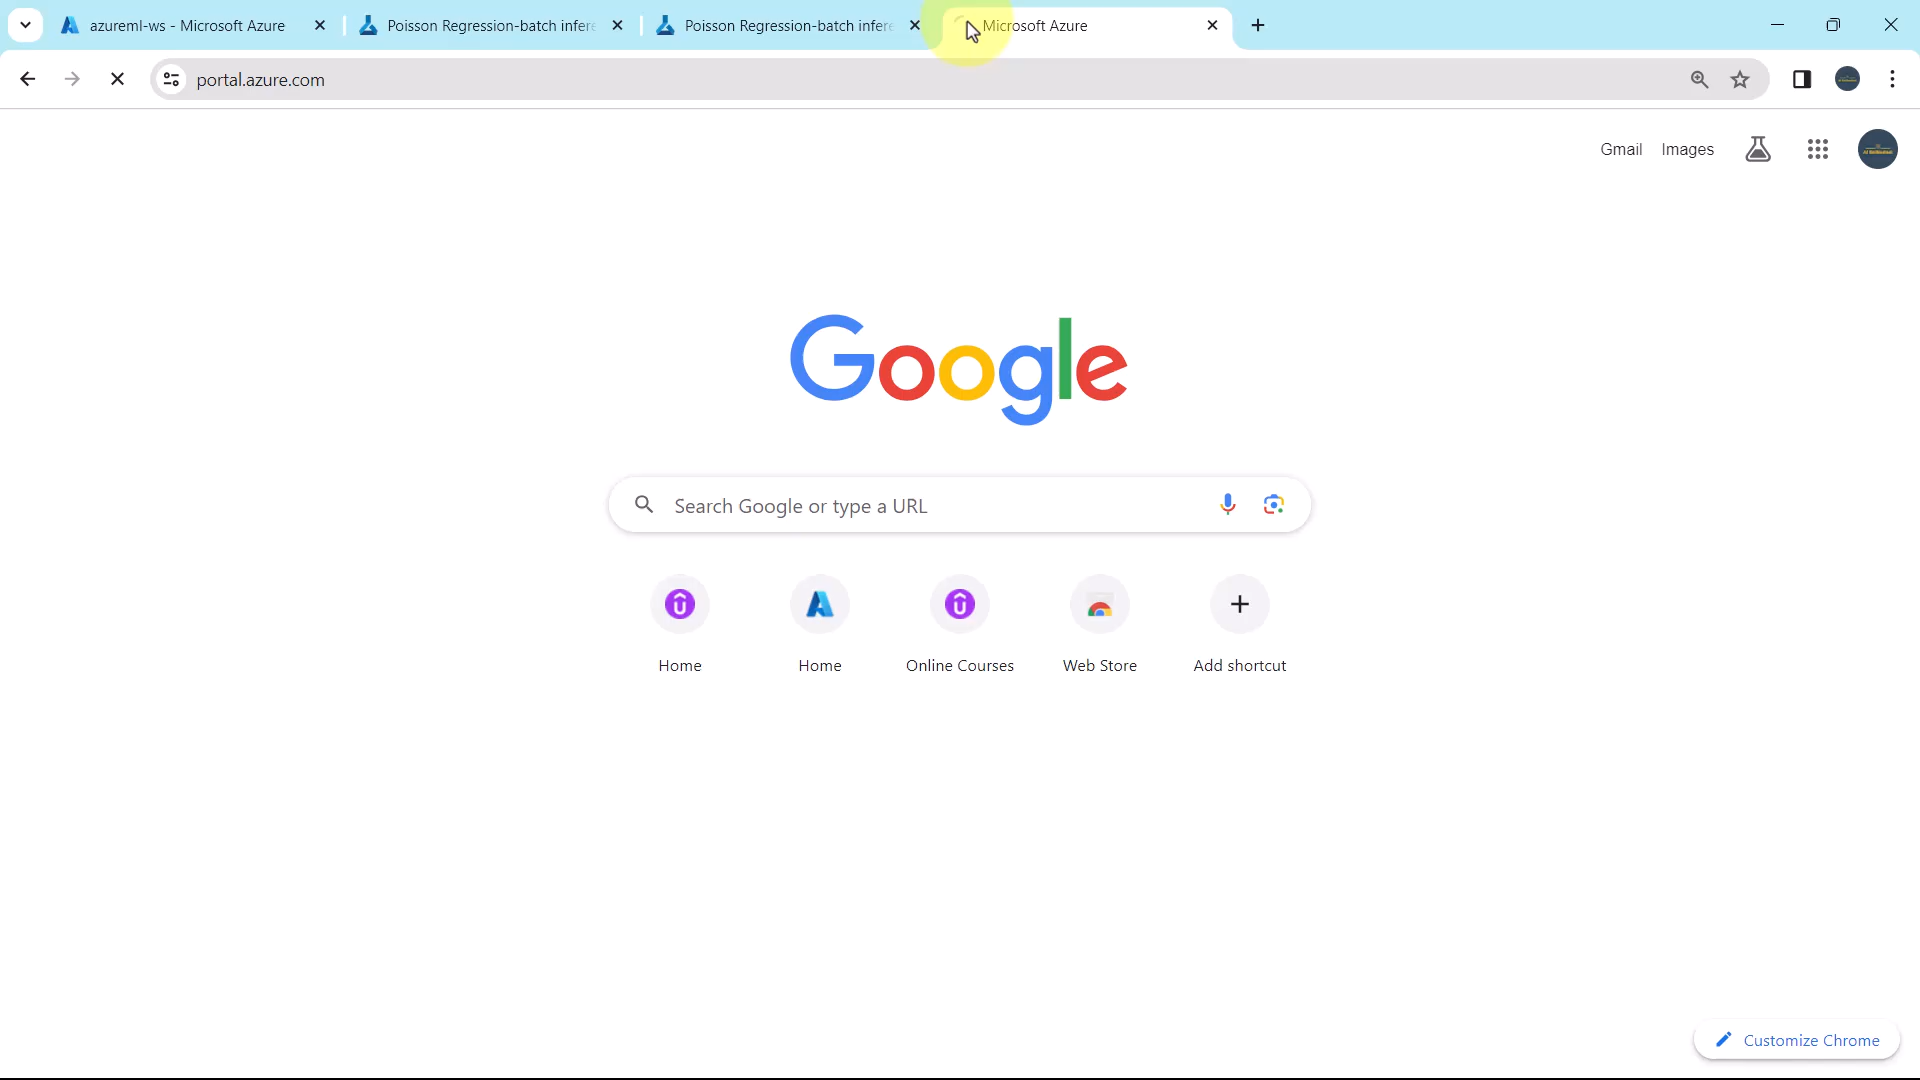 azureml-ws - Microsoft Azure
Poisson Regression-batch infere
Poisson Regression-batch infere
Microsoft Azure
portal.azure.com
Gmail Images
Google
Search Google or type a URL
Home Home Online Courses Web Store Add shortcut
Customize Chrome